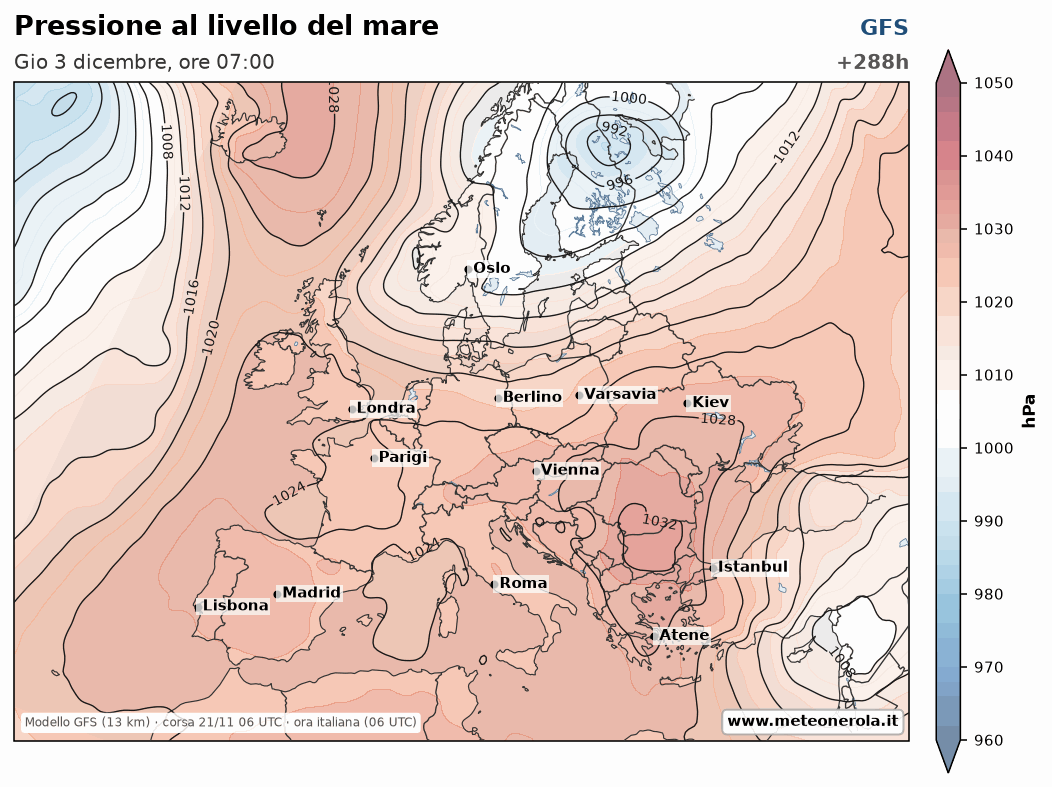 Pressione al livello del mare
GFS
Gio 3 dicembre, ore 07:00
+288h
1050
1040
1030
1020
1010
1000
990
980
970
960
hPa
1028
1000
992
996
1008
1012
1012
1016
1020
Oslo
Londra
Berlino
Varsavia
Kiev
1028
Parigi
Vienna
1024
1032
1024
Istanbul
Roma
Madrid
Lisbona
Atene
1008
Modello GFS (13 km) · corsa 21/11 06 UTC · ora italiana (06 UTC)
www.meteonerola.it